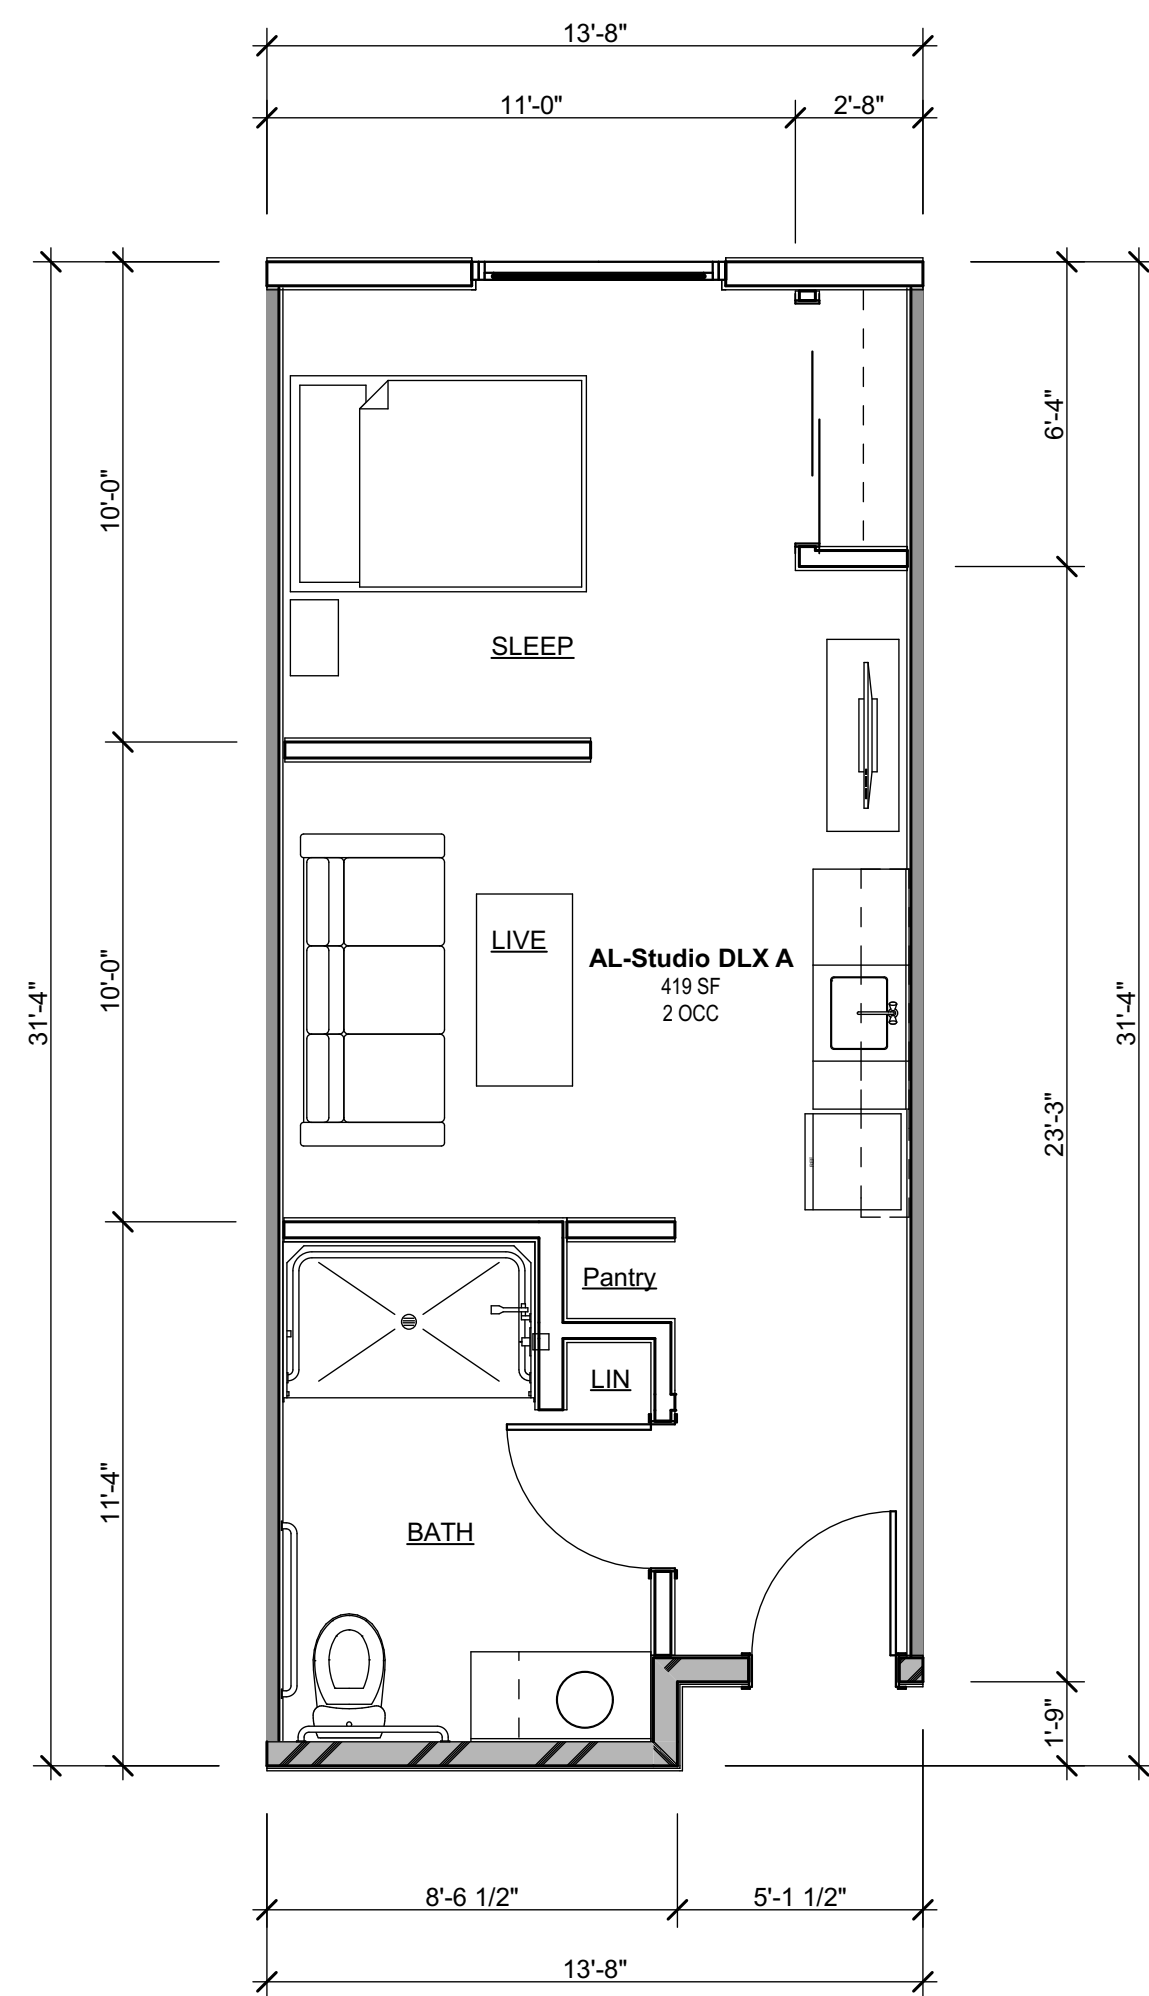 13'-8"
11'-0"
2'-8"
6'-4"
10'-0"
SLEEP
LIVE
AL-Studio DLX A
419 SF
2 OCC
10'-0"
31'-4"
31'-4"
23'-3"
Pantry
LIN
11'-4"
BATH
1'-9"
8'-6 1/2"
5'-1 1/2"
13'-8"